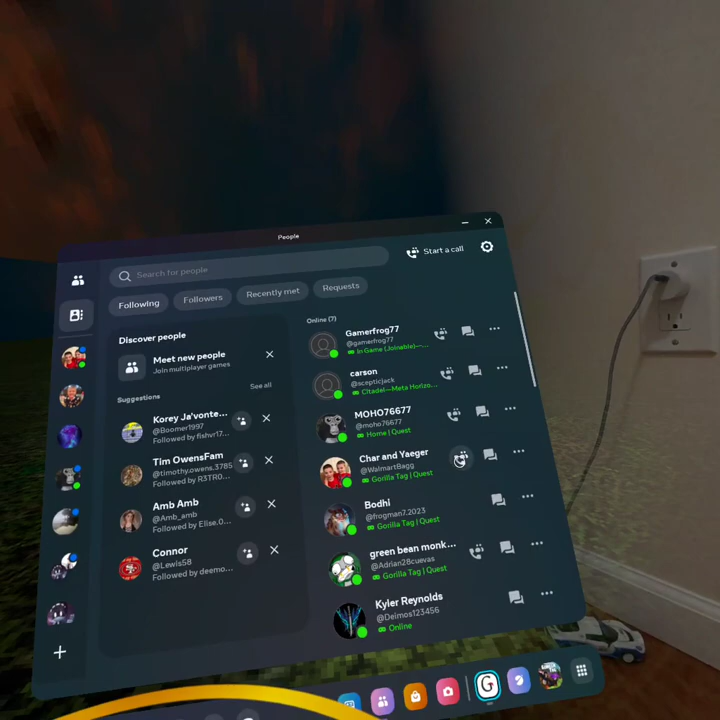 People
Search for people
Start a call
Following
Followers
Recently met
Requests
Discover people
Meet new people
Join multiplayer games
Suggestions
See all
Korey Ja'vonte...
@Boomer1997
Followed by fishvr17...
Tim OwensFam
@timothy.owens.3785
Followed by R3TR0...
Amb Amb
@Amb_amb
Followed by Elise.0...
Connor
@Lewis58
Followed by deemo...
Online (7)
Gamerfrog77
@gamerfrog77
In Game (Joinable)—...
carson
@scepticjack
Citadel—Meta Horizo...
MOHO76677
@moho76677
Home | Quest
Char and Yaeger
@WalmartBagg
Gorilla Tag | Quest
Bodhi
@frogman7.2023
Gorilla Tag | Quest
green bean monk...
@Adrian28cuevas
Gorilla Tag | Quest
Kyler Reynolds
@Deimos123456
Online
G